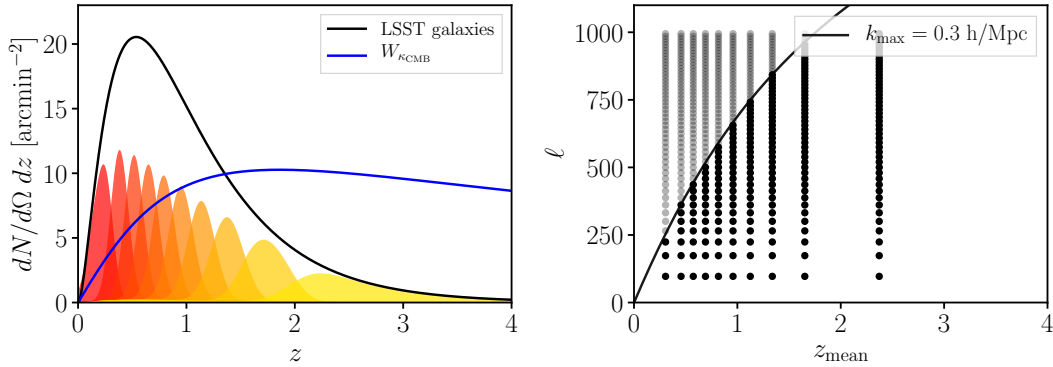 LSST galaxies
W_{κ_CMB}
dN/dΩ dz [arcmin^{−2}]
20
15
10
5
0
0 1 2 3 4
z
k_max = 0.3 h/Mpc
ℓ
1000
750
500
250
0
0 1 2 3 4
z_mean